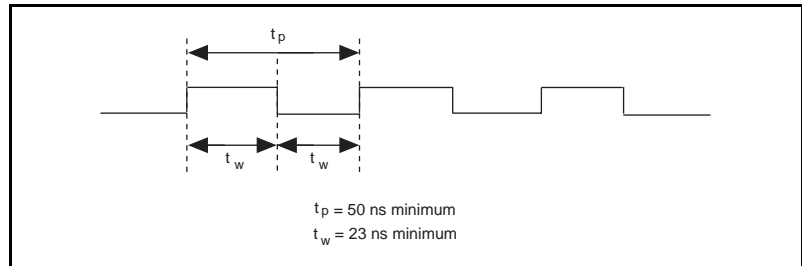 t p
t w t w
t p = 50 ns minimum
t w = 23 ns minimum